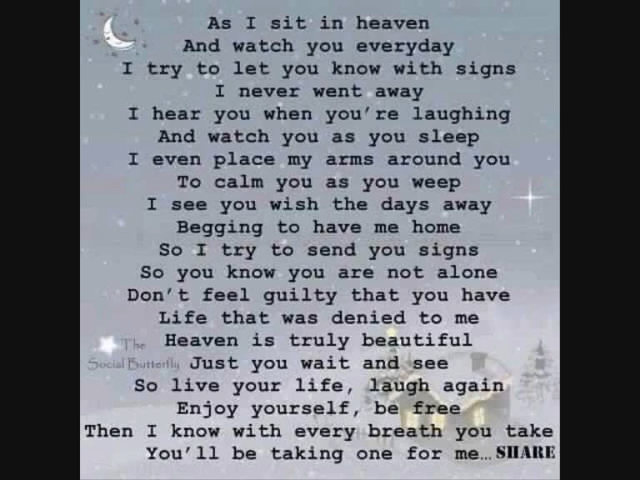 As I sit in heaven
And watch you everyday
I try to let you know with signs
I never went away
I hear you when you're laughing
And watch you as you sleep
I even place my arms around you
To calm you as you weep
I see you wish the days away
Begging to have me home
So I try to send you signs
So you know you are not alone
Don't feel guilty that you have
Life that was denied to me
Heaven is truly beautiful
Just you wait and see
So live your life, laugh again
Enjoy yourself, be free
Then I know with every breath you take
You'll be taking one for me… SHARE
The
Social Butterfly